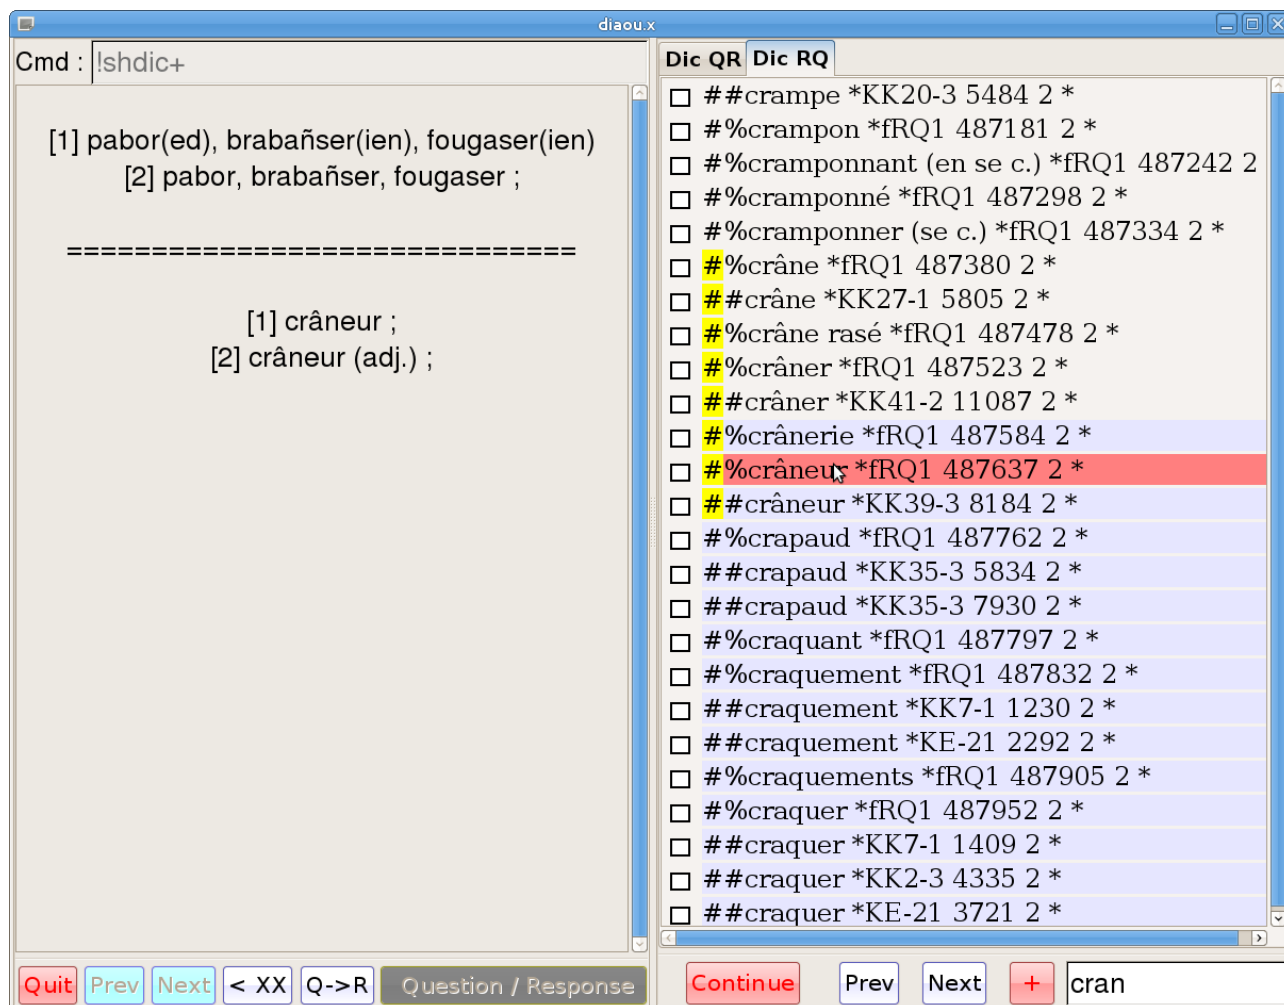 diaou.x
Cmd : !shdic+
[1] pabor(ed), brabañser(ien), fougaser(ien)
[2] pabor, brabañser, fougaser ;
==============================
[1] crâneur ;
[2] crâneur (adj.) ;
Quit Prev Next < XX Q->R Question / Response
Dic QR Dic RQ
##crampe *KK20-3 5484 2 *
#%crampon *fRQ1 487181 2 *
#%cramponnant (en se c.) *fRQ1 487242 2
#%cramponné *fRQ1 487298 2 *
#%cramponner (se c.) *fRQ1 487334 2 *
#%crâne *fRQ1 487380 2 *
##crâne *KK27-1 5805 2 *
#%crâne rasé *fRQ1 487478 2 *
#%crâner *fRQ1 487523 2 *
##crâner *KK41-2 11087 2 *
#%crânerie *fRQ1 487584 2 *
#%crâneur *fRQ1 487637 2 *
##crâneur *KK39-3 8184 2 *
#%crapaud *fRQ1 487762 2 *
##crapaud *KK35-3 5834 2 *
##crapaud *KK35-3 7930 2 *
#%craquant *fRQ1 487797 2 *
#%craquement *fRQ1 487832 2 *
##craquement *KK7-1 1230 2 *
##craquement *KE-21 2292 2 *
#%craquements *fRQ1 487905 2 *
#%craquer *fRQ1 487952 2 *
##craquer *KK7-1 1409 2 *
##craquer *KK2-3 4335 2 *
##craquer *KE-21 3721 2 *
Continue Prev Next + cran